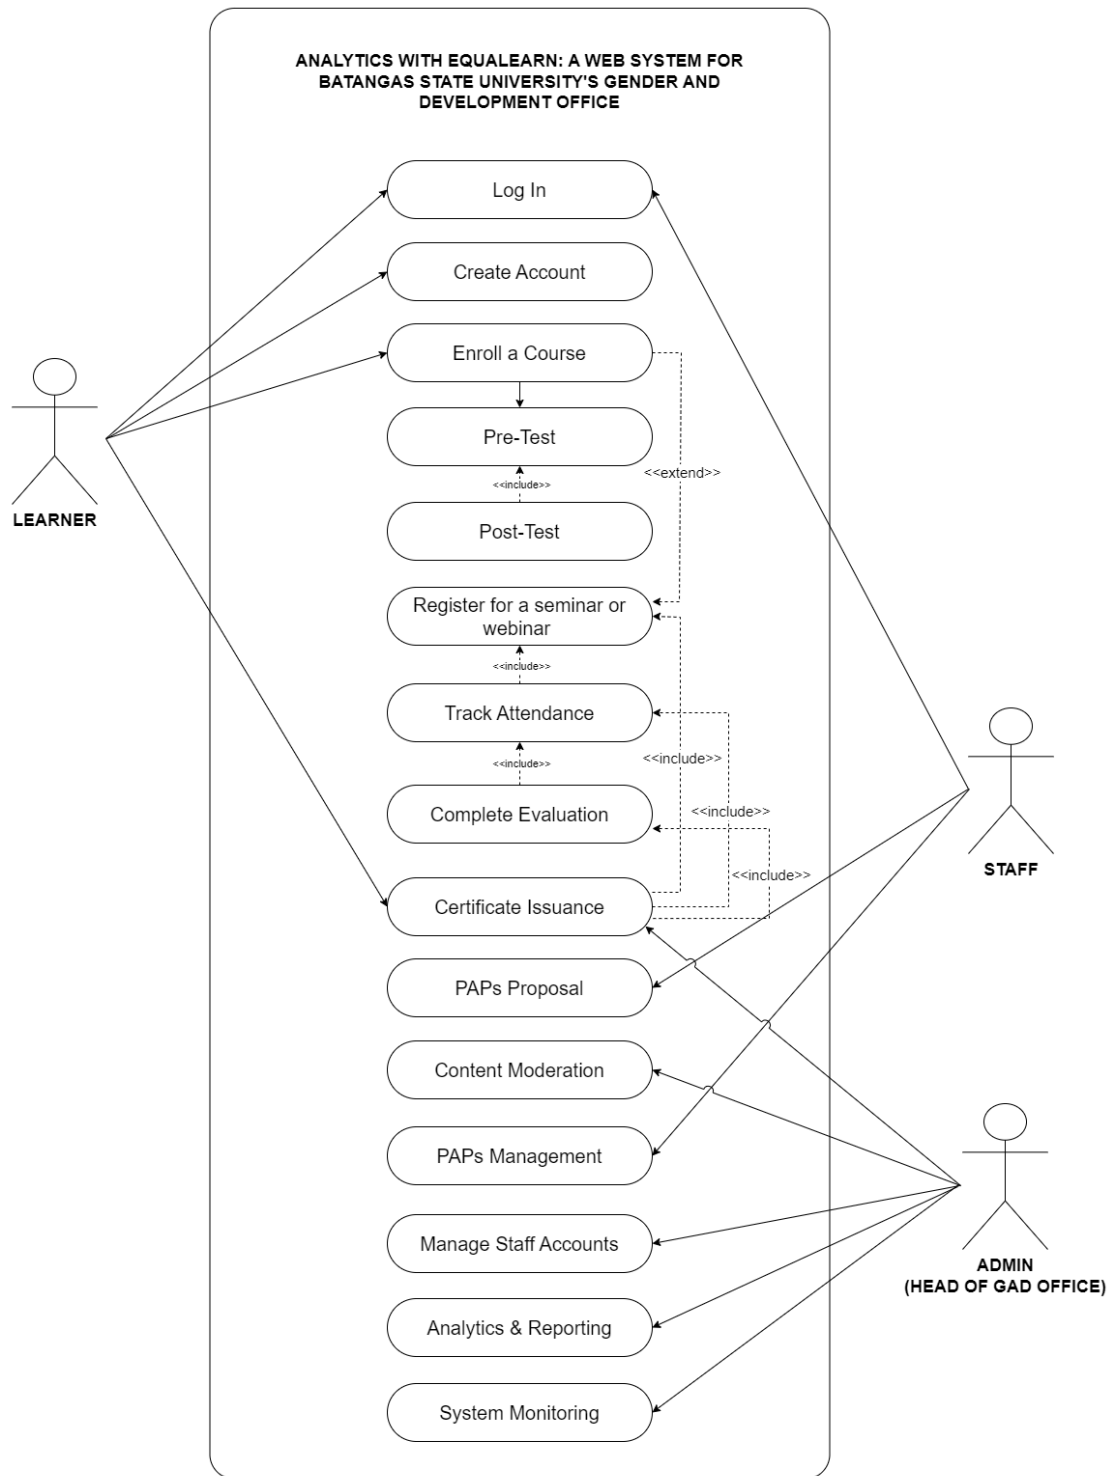 ANALYTICS WITH EQUALEARN: A WEB SYSTEM FOR
BATANGAS STATE UNIVERSITY'S GENDER AND
DEVELOPMENT OFFICE
Log In
Create Account
Enroll a Course
Pre-Test
<<extend>>
<<include>>
LEARNER
Post-Test
Register for a seminar or
webinar
<<include>>
Track Attendance
<<include>>
<<include>>
<<include>>
Complete Evaluation
<<include>>
STAFF
Certificate Issuance
PAPs Proposal
Content Moderation
PAPs Management
Manage Staff Accounts
ADMIN
(HEAD OF GAD OFFICE)
Analytics & Reporting
System Monitoring